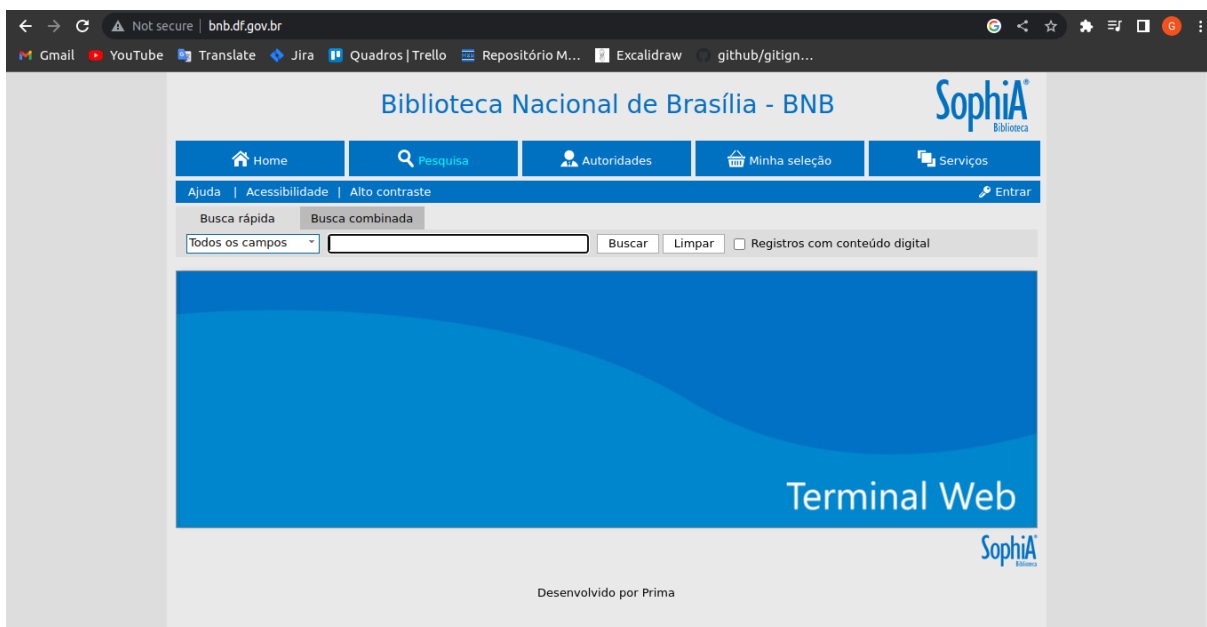 Not secure | bnb.df.gov.br G
Gmail YouTube Translate Jira Quadros | Trello Repositório M... Excalidraw github/gitign...
Biblioteca Nacional de Brasília - BNB
SophiA®
Biblioteca
Home Pesquisa Autoridades Minha seleção Serviços
Ajuda | Acessibilidade | Alto contraste Entrar
Busca rápida Busca combinada
Todos os campos Buscar Limpar Registros com conteúdo digital
Terminal Web
SophiA
Biblioteca
Desenvolvido por Prima